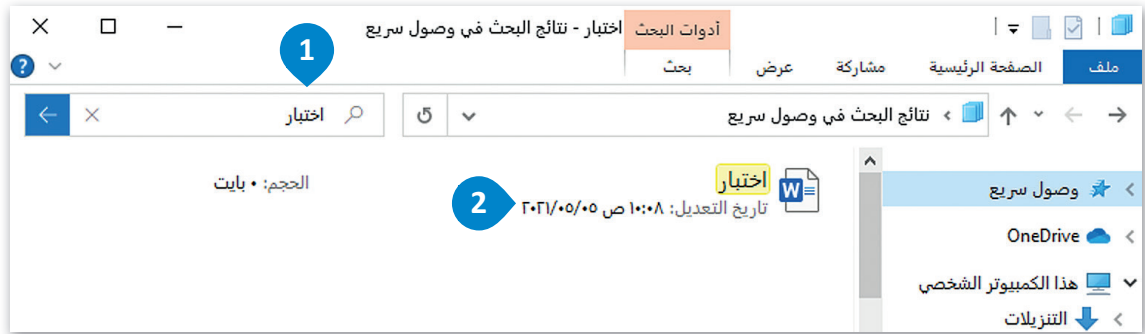 أدوات البحث
اختبار - نتائج البحث في وصول سريع
1
ملف
الصفحة الرئيسية
مشاركة
عرض
بحث
?
نتائج البحث في وصول سريع
اختبار
وصول سريع
OneDrive
هذا الكمبيوتر الشخصي
التنزيلات
W
اختبار
تاريخ التعديل: ١٠:٠٨ ص ٢٠٢١/٠٥/٠٥
2
الحجم: ٠ بايت